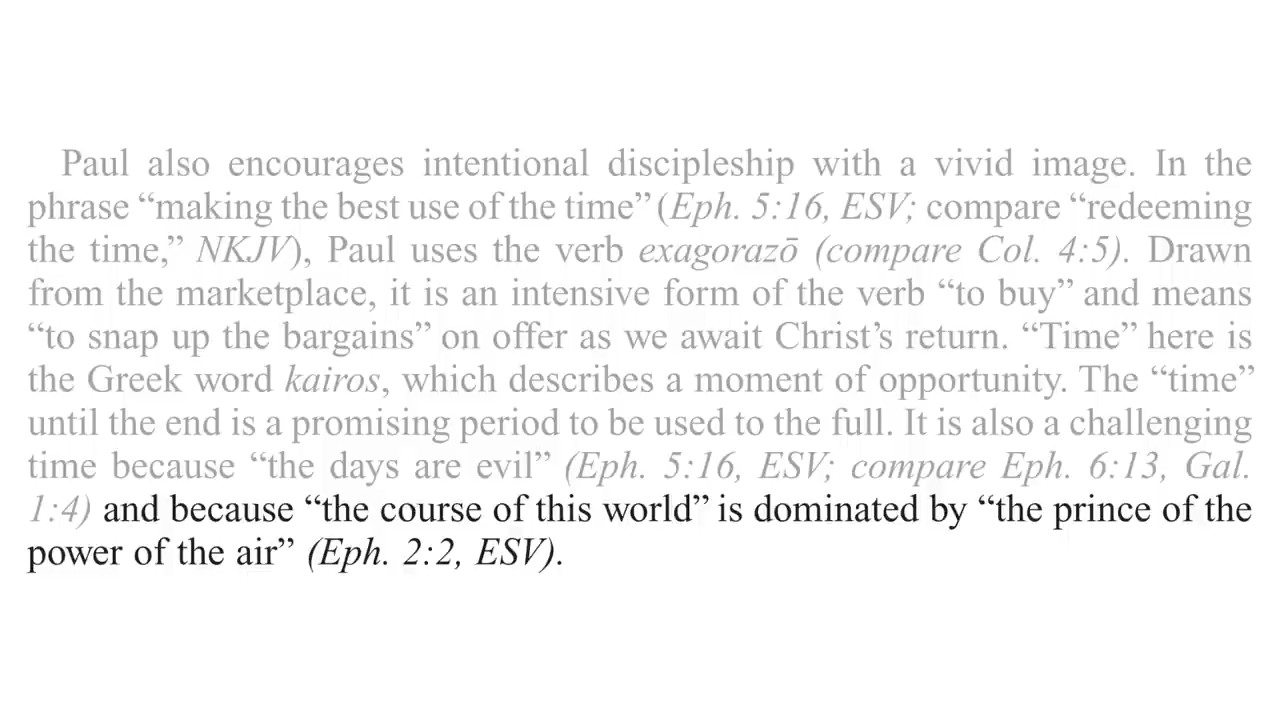 Paul also encourages intentional discipleship with a vivid image. In the
phrase “making the best use of the time” (Eph. 5:16, ESV; compare “redeeming
the time,” NKJV), Paul uses the verb exagorazō (compare Col. 4:5). Drawn
from the marketplace, it is an intensive form of the verb “to buy” and means
“to snap up the bargains” on offer as we await Christ’s return. “Time” here is
the Greek word kairos, which describes a moment of opportunity. The “time”
until the end is a promising period to be used to the full. It is also a challenging
time because “the days are evil” (Eph. 5:16, ESV; compare Eph. 6:13, Gal.
1:4) and because “the course of this world” is dominated by “the prince of the
power of the air” (Eph. 2:2, ESV).